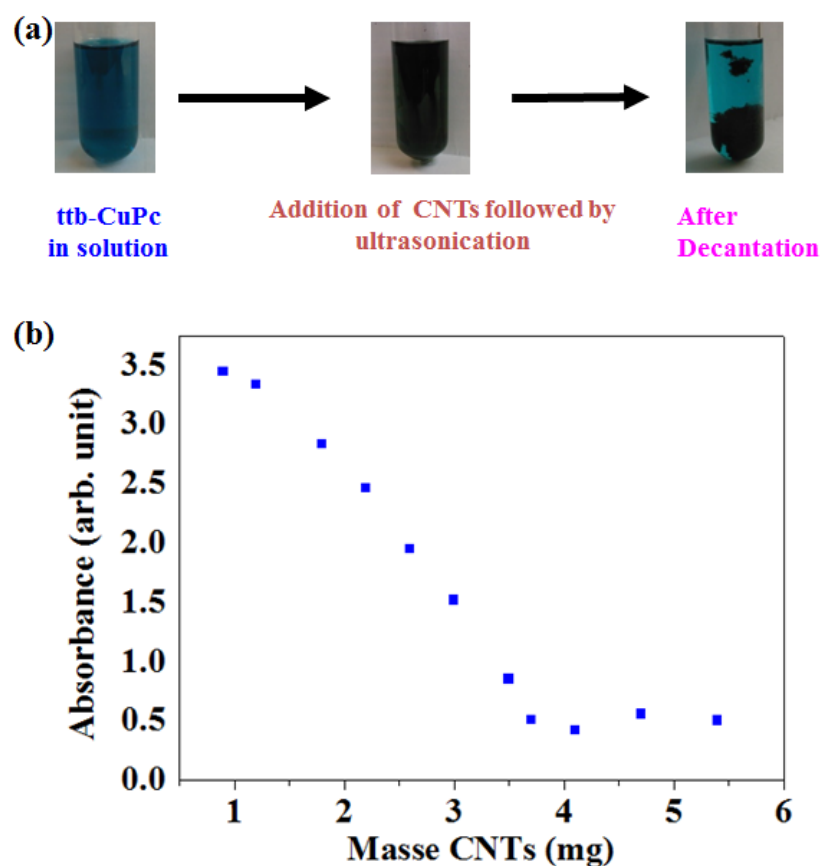 (a)
ttb-CuPc
in solution
Addition of CNTs followed by
ultrasonication
After
Decantation
(b)
Absorbance (arb. unit)
3.5
3.0
2.5
2.0
1.5
1.0
0.5
0.0
1 2 3 4 5 6
Masse CNTs (mg)